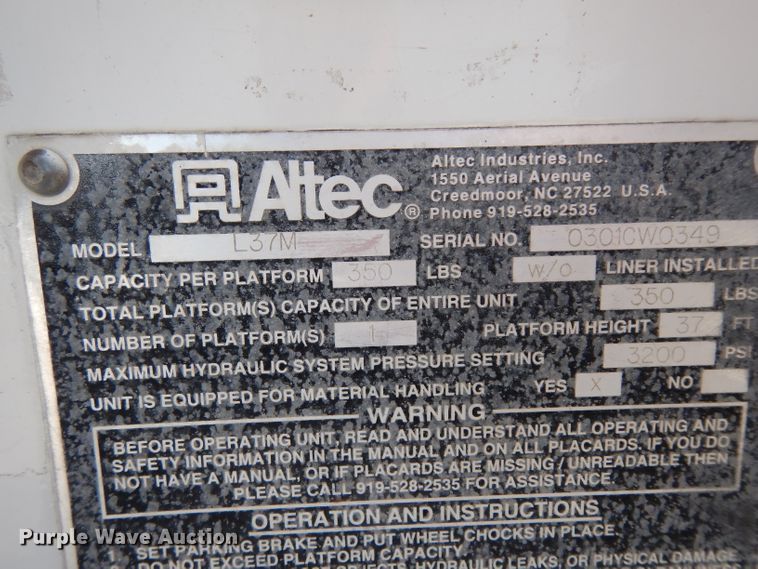 Altec®
Altec Industries, Inc.
1550 Aerial Avenue
Creedmoor, NC 27522 U.S.A.
Phone 919-528-2535
MODEL L37M SERIAL NO. 0301CW0349
CAPACITY PER PLATFORM 350 LBS W/O LINER INSTALLED
TOTAL PLATFORM(S) CAPACITY OF ENTIRE UNIT 350 LBS
NUMBER OF PLATFORM(S) 1 PLATFORM HEIGHT 37 FT
MAXIMUM HYDRAULIC SYSTEM PRESSURE SETTING 3200 PSI
UNIT IS EQUIPPED FOR MATERIAL HANDLING YES X NO
WARNING
BEFORE OPERATING UNIT, READ AND UNDERSTAND ALL OPERATING AND
SAFETY INFORMATION IN THE MANUAL AND ON ALL PLACARDS. IF YOU DO
NOT HAVE A MANUAL, OR IF PLACARDS ARE MISSING / UNREADABLE THEN
PLEASE CALL 919-528-2535 FOR ASSISTANCE.
OPERATION AND INSTRUCTIONS
1. SET PARKING BRAKE AND PUT WHEEL CHOCKS IN PLACE.
DO NOT EXCEED PLATFORM CAPACITY.
OBJECTS, HYDRAULIC LEAKS, OR PHYSICAL DAMAGE
Purple Wave Auction